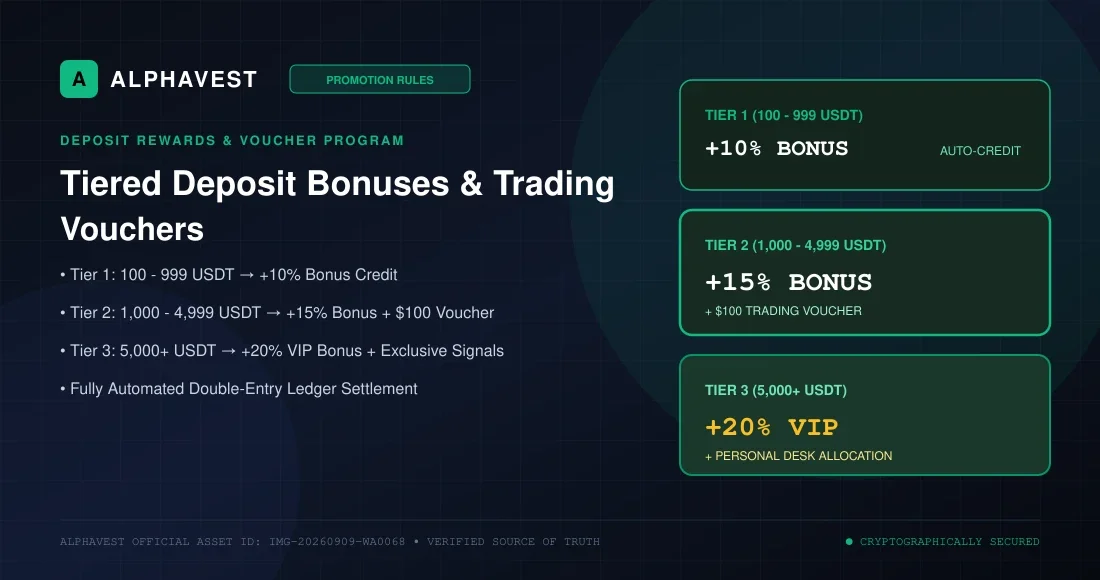 A ALPHAVEST
PROMOTION RULES
DEPOSIT REWARDS & VOUCHER PROGRAM
Tiered Deposit Bonuses & Trading
Vouchers
• Tier 1: 100 - 999 USDT → +10% Bonus Credit
• Tier 2: 1,000 - 4,999 USDT → +15% Bonus + $100 Voucher
• Tier 3: 5,000+ USDT → +20% VIP Bonus + Exclusive Signals
• Fully Automated Double-Entry Ledger Settlement
TIER 1 (100 - 999 USDT)
+10% BONUS
AUTO-CREDIT
TIER 2 (1,000 - 4,999 USDT)
+15% BONUS
+ $100 TRADING VOUCHER
TIER 3 (5,000+ USDT)
+20% VIP
+ PERSONAL DESK ALLOCATION
ALPHAVEST OFFICIAL ASSET ID: IMG-20260909-WA0068 • VERIFIED SOURCE OF TRUTH
● CRYPTOGRAPHICALLY SECURED